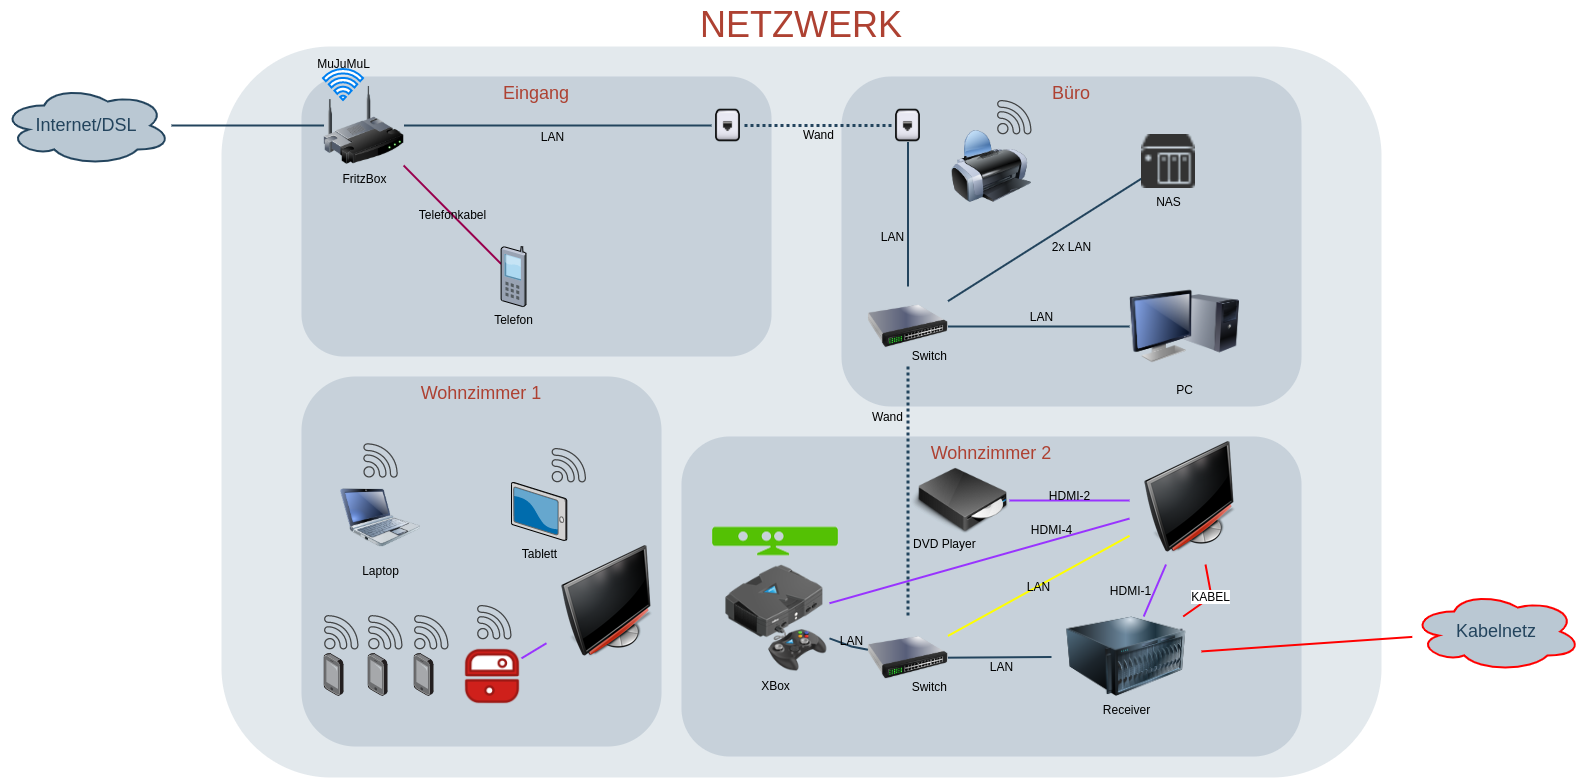 NETZWERK
MuJuMuL
Eingang
Büro
Internet/DSL
LAN
Wand
FritzBox
Telefonkabel
NAS
LAN
2x LAN
Telefon
LAN
Switch
PC
Wohnzimmer 1
Wand
Wohnzimmer 2
HDMI-2
HDMI-4
DVD Player
Tablett
Laptop
LAN
HDMI-1
KABEL
Kabelnetz
LAN
LAN
XBox
Switch
Receiver